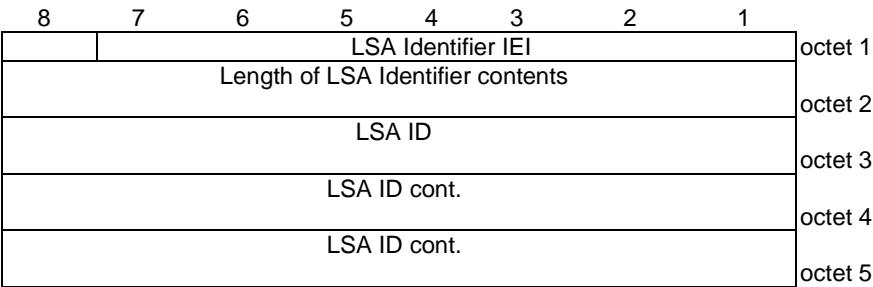 8 7 6 5 4 3 2 1
LSA Identifier IEI octet 1
Length of LSA Identifier contents
octet 2
LSA ID
octet 3
LSA ID cont.
octet 4
LSA ID cont.
octet 5